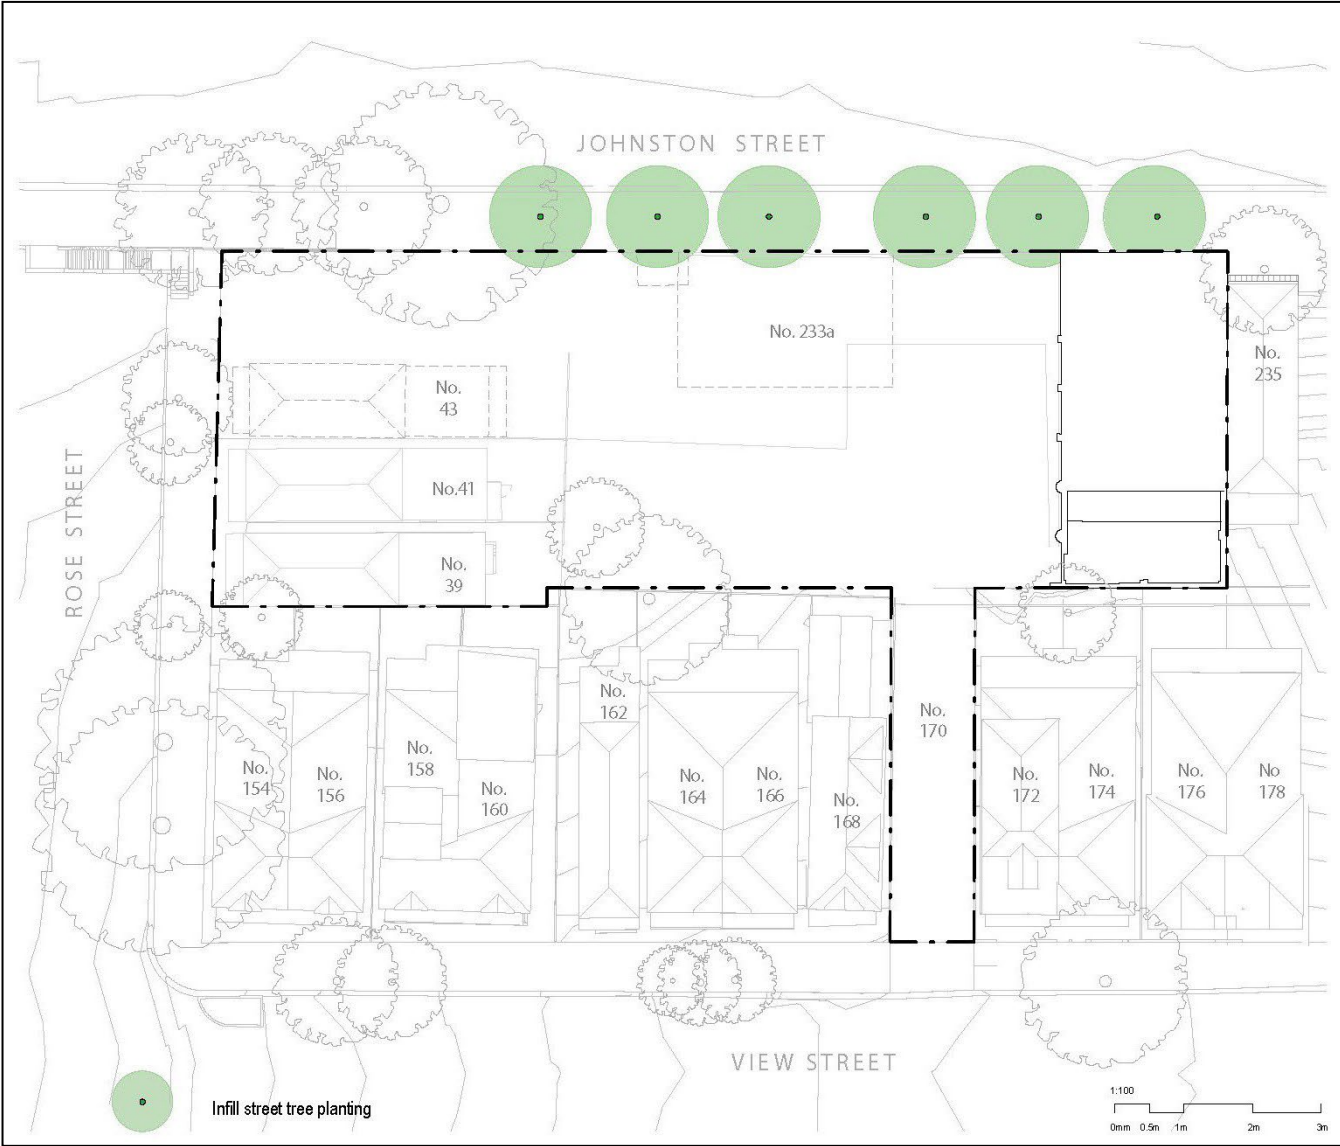 JOHNSTON STREET
No. 233a
No.
235
No.
43
No.41
No.
39
ROSE STREET
No.
162
No.
170
No.
158
No.
154
No.
156
No.
160
No.
164
No.
166
No.
168
No.
172
No.
174
No.
176
No
178
VIEW STREET
Infill street tree planting
1:100
0mm 0.5m 1m 2m 3m